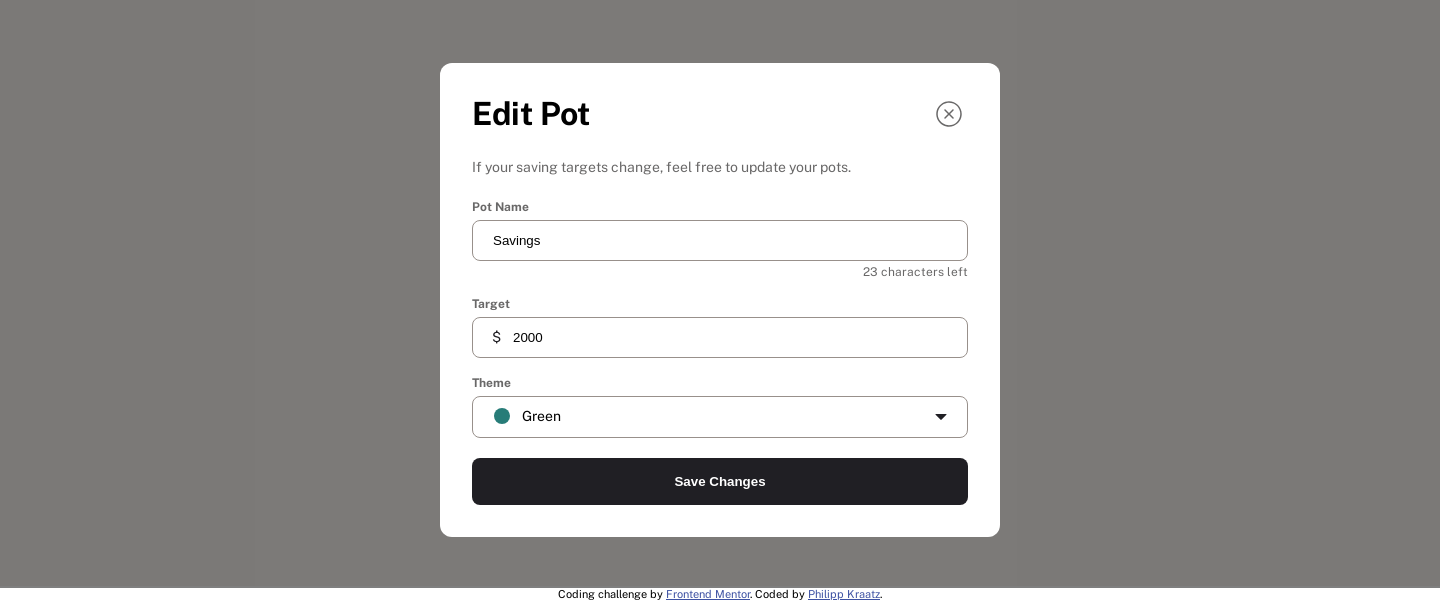 Edit Pot
If your saving targets change, feel free to update your pots.
Pot Name
Savings
23 characters left
Target
$ 2000
Theme
Green
Save Changes
Coding challenge by Frontend Mentor. Coded by Philipp Kraatz.